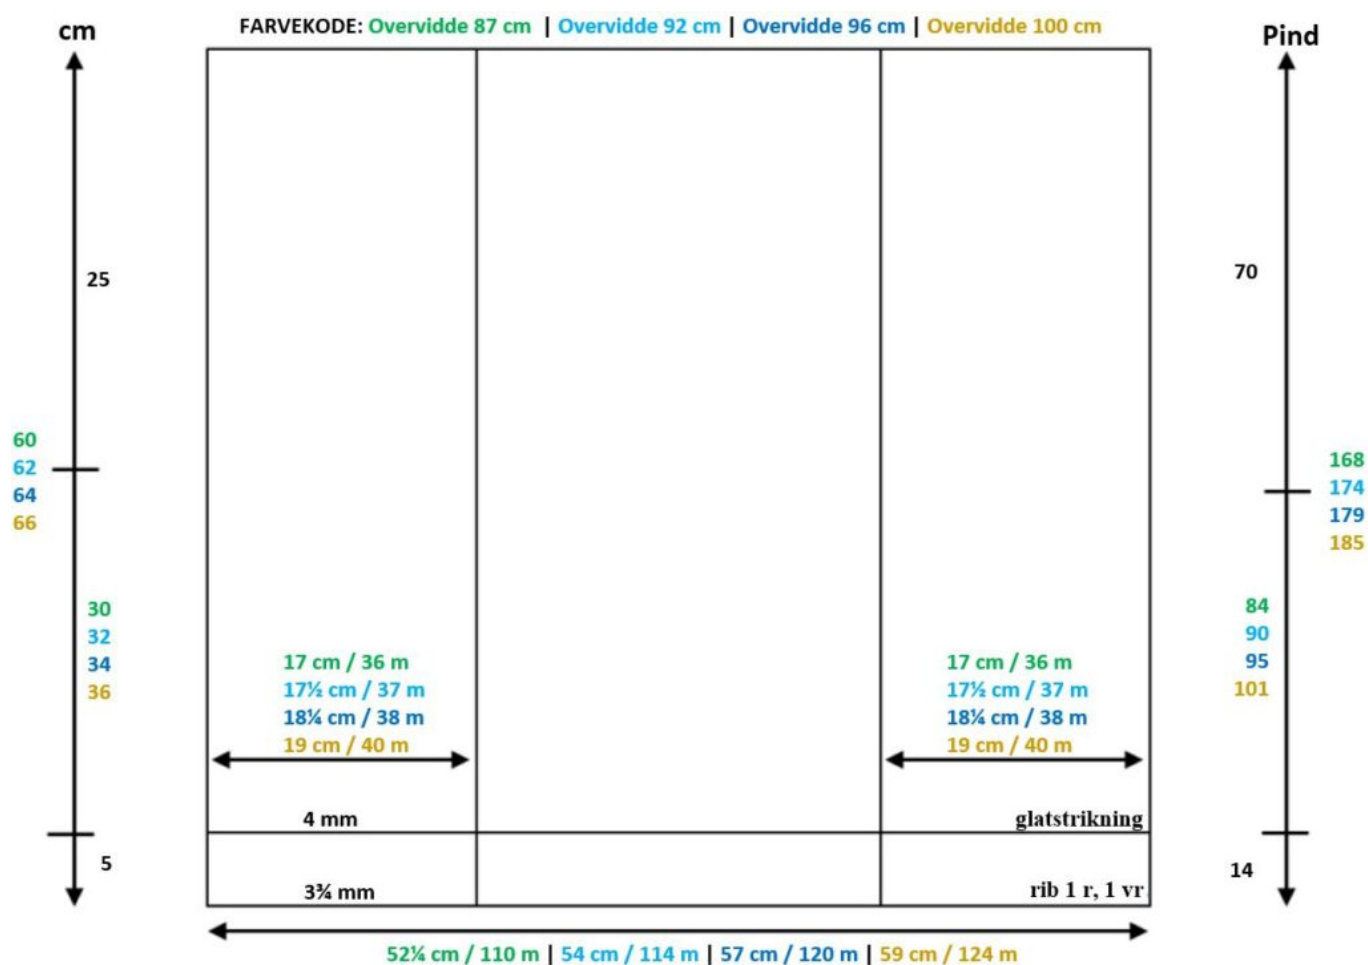 FARVEKODE: Overvidde 87 cm | Overvidde 92 cm | Overvidde 96 cm | Overvidde 100 cm
cm
Pind
25
70
60
62
64
66
168
174
179
185
30
32
34
36
84
90
95
101
17 cm / 36 m
17½ cm / 37 m
18¼ cm / 38 m
19 cm / 40 m
17 cm / 36 m
17½ cm / 37 m
18¼ cm / 38 m
19 cm / 40 m
4 mm
glatstrikning
5
14
3¾ mm
rib 1 r, 1 vr
52¼ cm / 110 m | 54 cm / 114 m | 57 cm / 120 m | 59 cm / 124 m